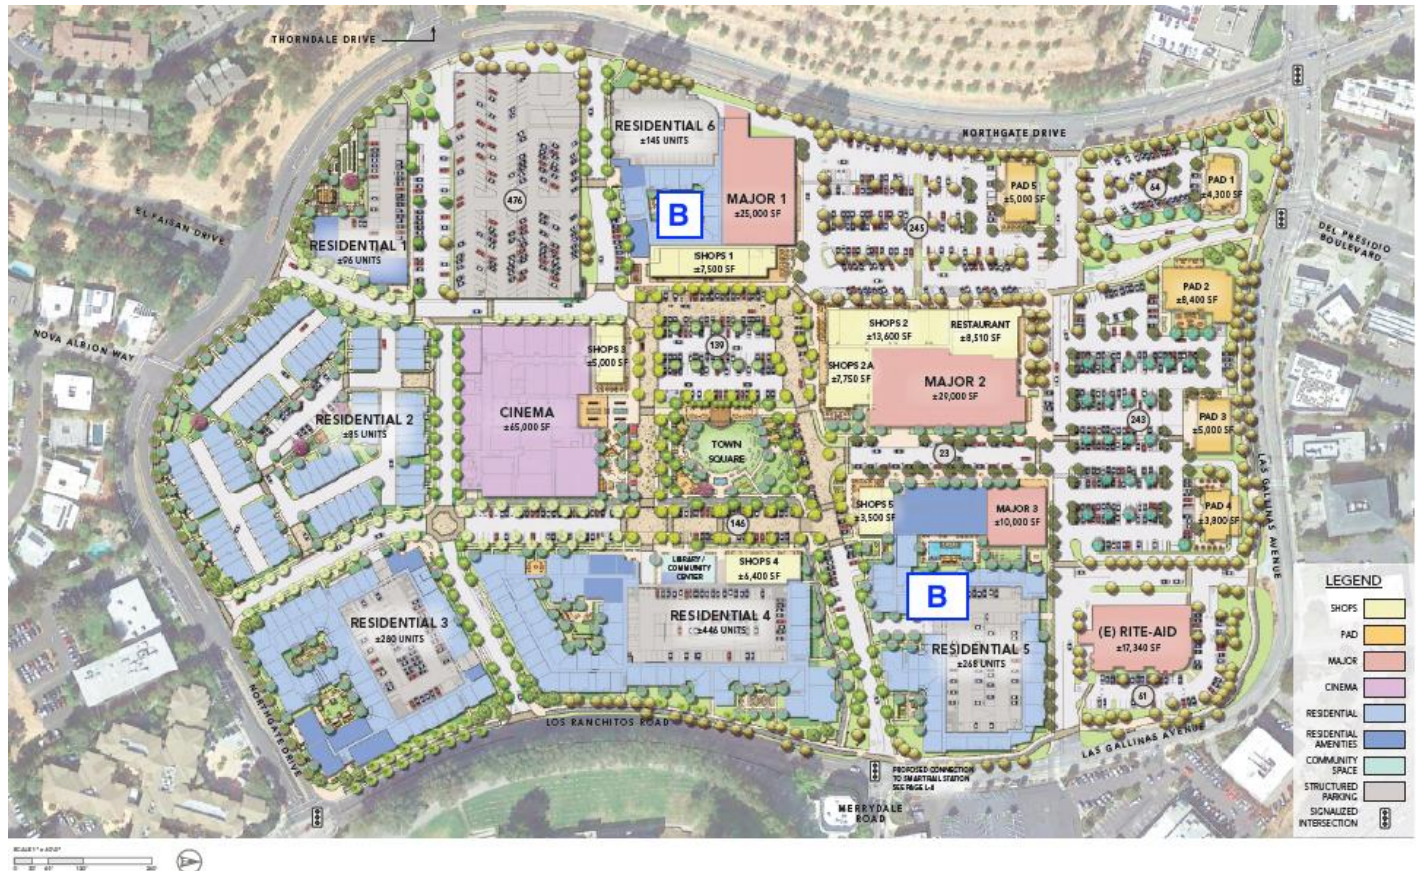 THORNDALE DRIVE
NORTHGATE DRIVE
RESIDENTIAL 6
±145 UNITS
B
MAJOR 1
±25,000 SF
SHOPS 1
±7,500 SF
476
RESIDENTIAL 1
±96 UNITS
EL FAISAN DRIVE
NOVA ALBION WAY
PAD 5
±5,000 SF
245
64
PAD 1
±4,300 SF
DEL PRESIDIO
BOULEVARD
PAD 2
±8,400 SF
SHOPS 2
±13,600 SF
RESTAURANT
±8,510 SF
SHOPS 2A
±7,750 SF
MAJOR 2
±29,000 SF
139
SHOPS 3
±5,000 SF
CINEMA
±65,000 SF
RESIDENTIAL 2
±85 UNITS
TOWN
SQUARE
243
PAD 3
±5,000 SF
23
146
SHOPS 5
±3,500 SF
MAJOR 3
±10,000 SF
PAD 4
±3,800 SF
LAS GALLINAS AVENUE
LIBRARY /
COMMUNITY
CENTER
SHOPS 4
±6,400 SF
RESIDENTIAL 3
±280 UNITS
RESIDENTIAL 4
±446 UNITS
B
RESIDENTIAL 5
±268 UNITS
(E) RITE-AID
±17,340 SF
61
NORTHGATE DRIVE
LOS RANCHITOS ROAD
LAS GALLINAS AVENUE
PROPOSED CONNECTION
TO SMARTRAIL STATION
SEE PAGE L-8
MERRYDALE
ROAD
LEGEND
SHOPS
PAD
MAJOR
CINEMA
RESIDENTIAL
RESIDENTIAL
AMENITIES
COMMUNITY
SPACE
STRUCTURED
PARKING
SIGNALIZED
INTERSECTION